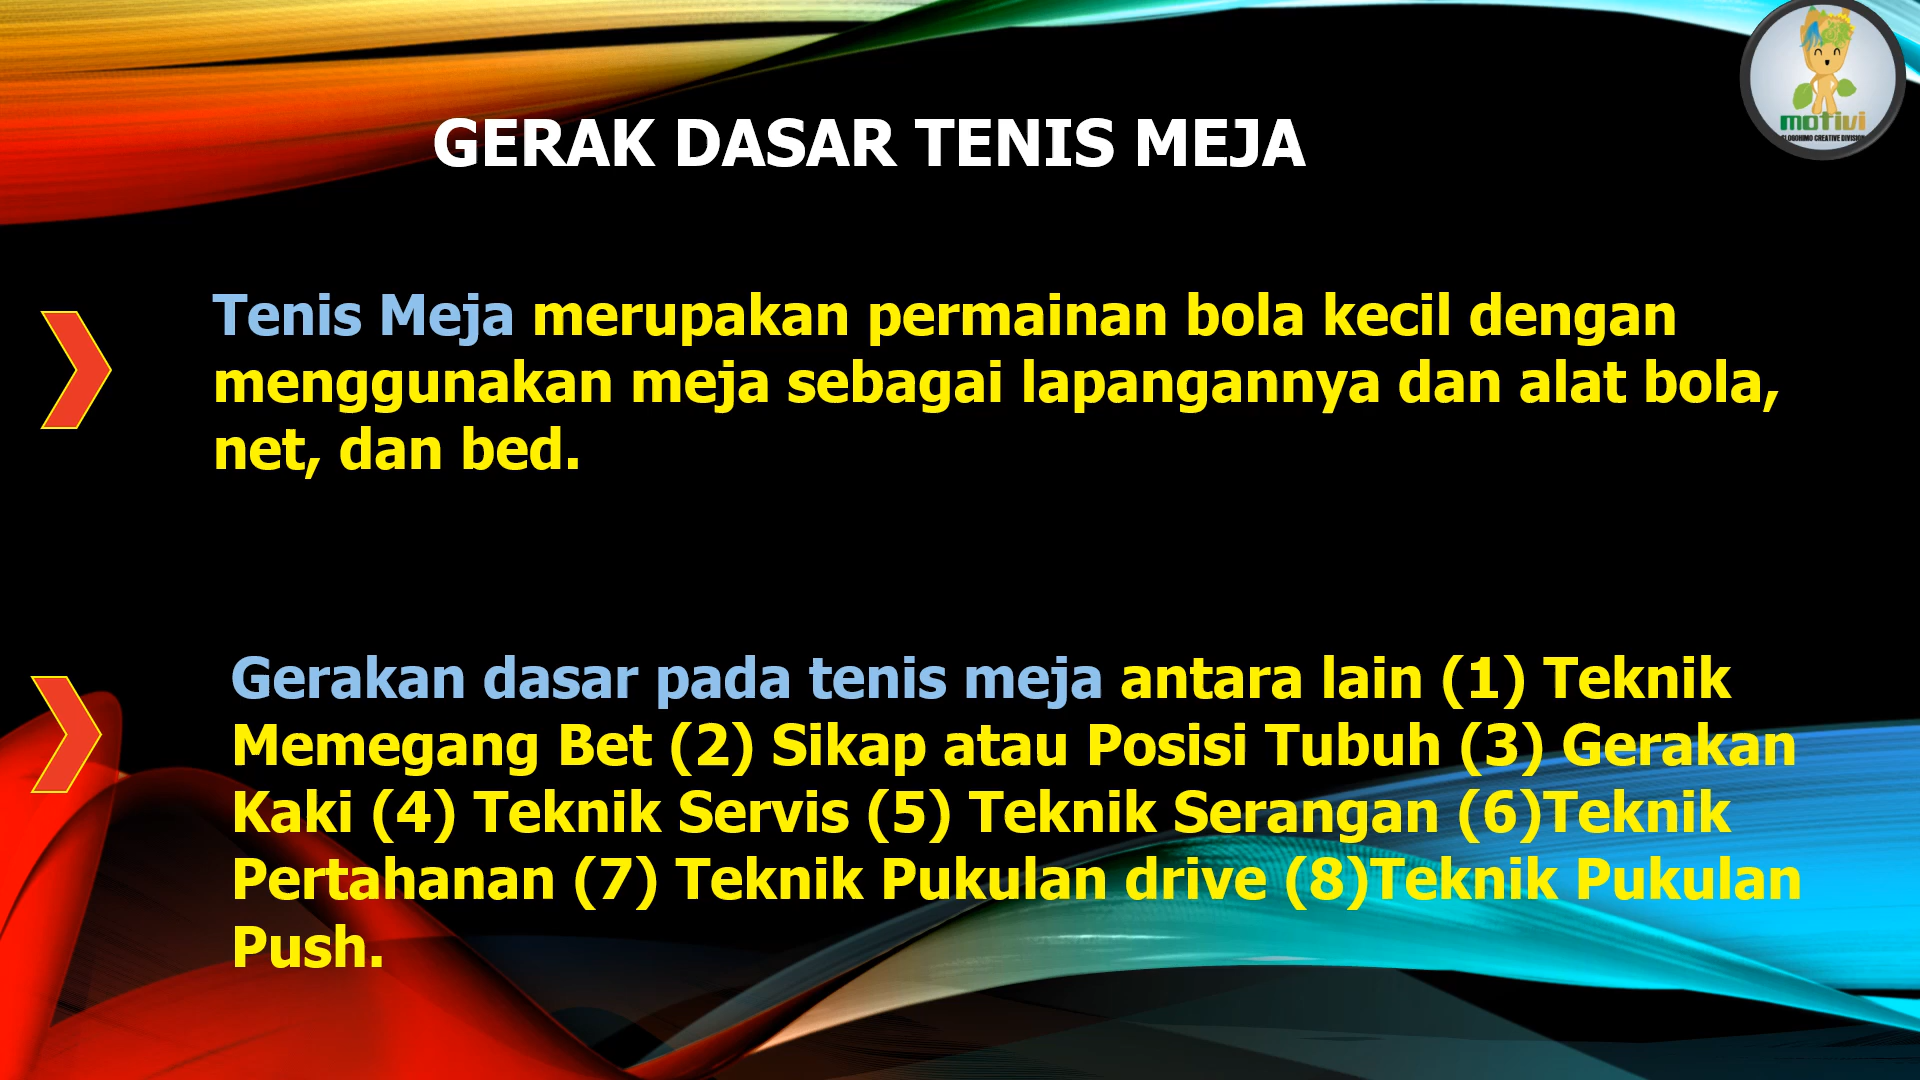 GERAK DASAR TENIS MEJA
motivi
Tenis Meja merupakan permainan bola kecil dengan
menggunakan meja sebagai lapangannya dan alat bola,
net, dan bed.
Gerakan dasar pada tenis meja antara lain (1) Teknik
Memegang Bet (2) Sikap atau Posisi Tubuh (3) Gerakan
Kaki (4) Teknik Servis (5) Teknik Serangan (6)Teknik
Pertahanan (7) Teknik Pukulan drive (8)Teknik Pukulan
Push.